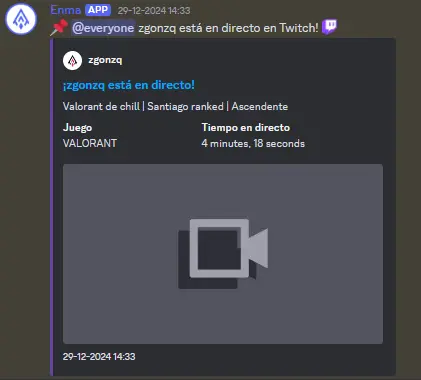 Enma APP 29-12-2024 14:33
📌 @everyone zgonzq está en directo en Twitch!
zgonzq
¡zgonzq está en directo!
Valorant de chill | Santiago ranked | Ascendente
Juego Tiempo en directo
VALORANT 4 minutes, 18 seconds
29-12-2024 14:33